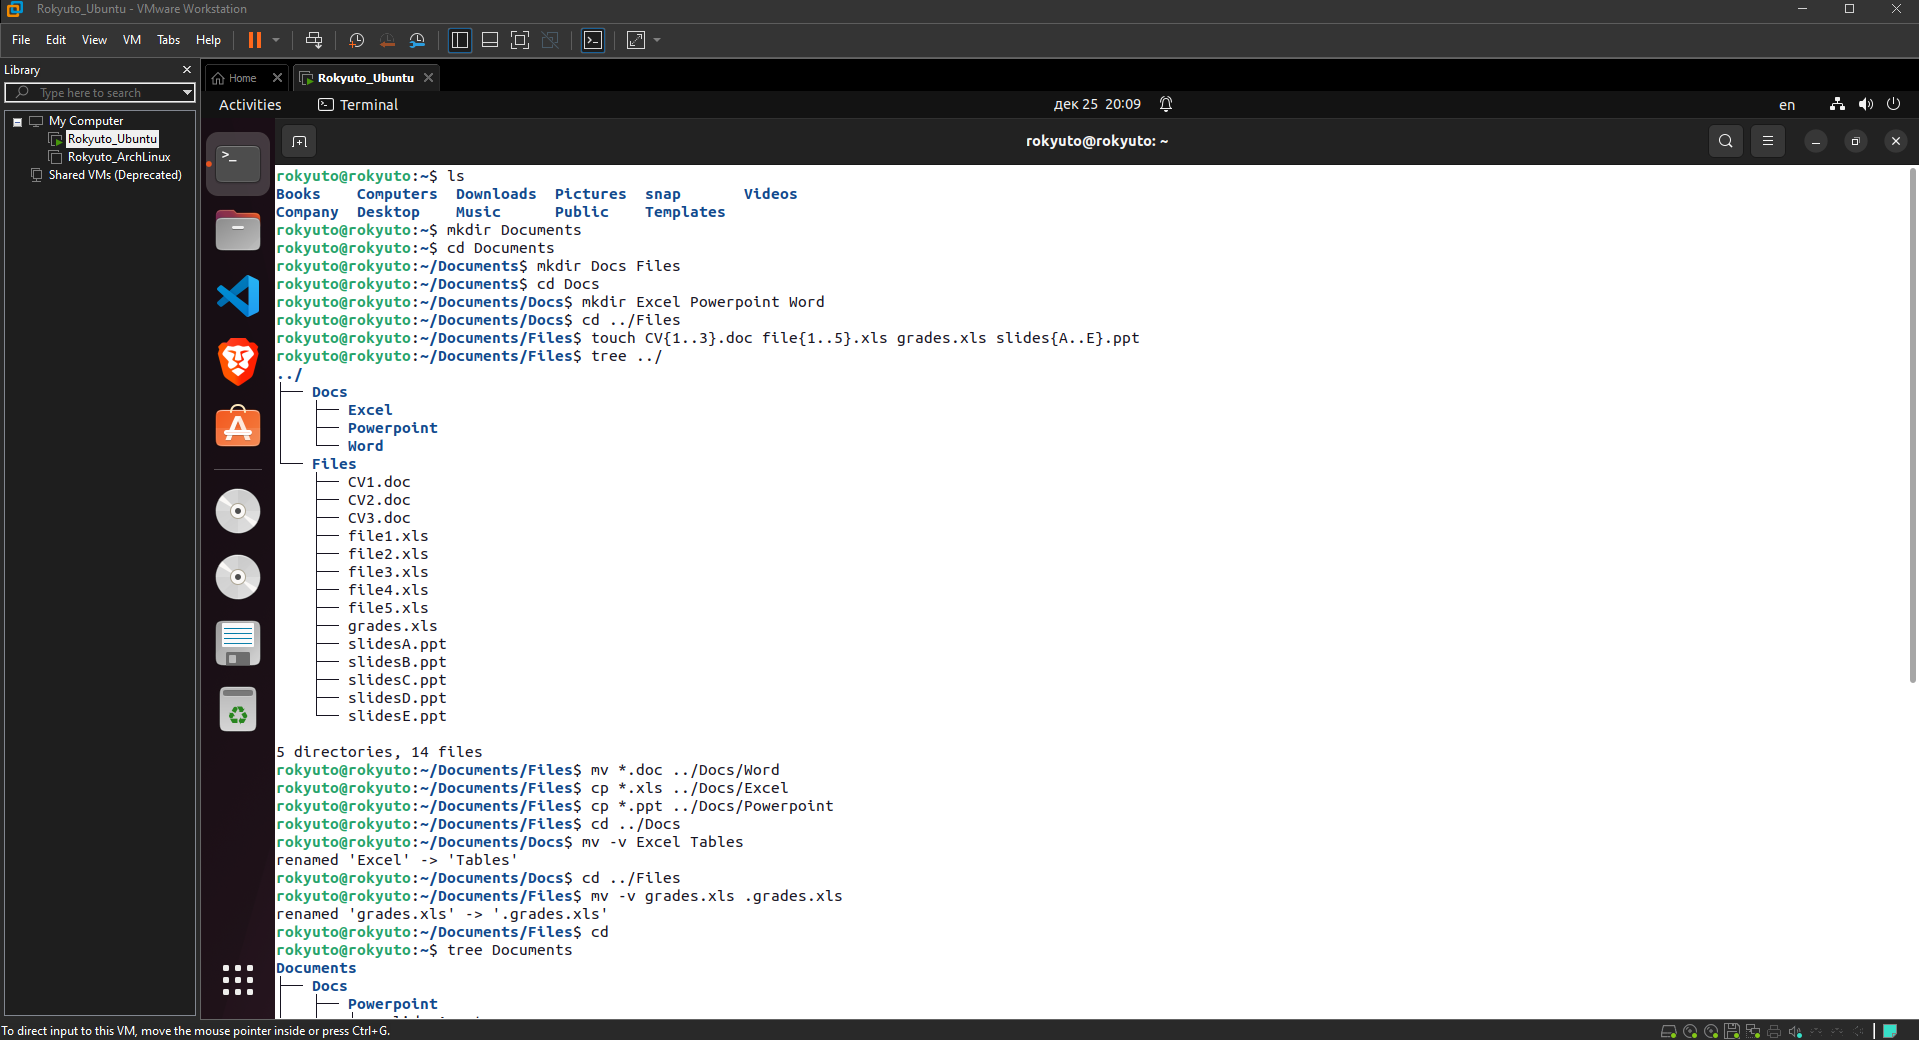 Rokyuto_Ubuntu - VMware Workstation
File Edit View VM Tabs Help
Library
Type here to search
My Computer
Rokyuto_Ubuntu
Rokyuto_ArchLinux
Shared VMs (Deprecated)
Home Rokyuto_Ubuntu
Activities Terminal дек 25 20:09 en
rokyuto@rokyuto: ~
rokyuto@rokyuto:~$ ls
Books Computers Downloads Pictures snap Videos
Company Desktop Music Public Templates
rokyuto@rokyuto:~$ mkdir Documents
rokyuto@rokyuto:~$ cd Documents
rokyuto@rokyuto:~/Documents$ mkdir Docs Files
rokyuto@rokyuto:~/Documents$ cd Docs
rokyuto@rokyuto:~/Documents/Docs$ mkdir Excel Powerpoint Word
rokyuto@rokyuto:~/Documents/Docs$ cd ../Files
rokyuto@rokyuto:~/Documents/Files$ touch CV{1..3}.doc file{1..5}.xls grades.xls slides{A..E}.ppt
rokyuto@rokyuto:~/Documents/Files$ tree ../
../
├── Docs
│   ├── Excel
│   ├── Powerpoint
│   └── Word
└── Files
    ├── CV1.doc
    ├── CV2.doc
    ├── CV3.doc
    ├── file1.xls
    ├── file2.xls
    ├── file3.xls
    ├── file4.xls
    ├── file5.xls
    ├── grades.xls
    ├── slidesA.ppt
    ├── slidesB.ppt
    ├── slidesC.ppt
    ├── slidesD.ppt
    └── slidesE.ppt
5 directories, 14 files
rokyuto@rokyuto:~/Documents/Files$ mv *.doc ../Docs/Word
rokyuto@rokyuto:~/Documents/Files$ cp *.xls ../Docs/Excel
rokyuto@rokyuto:~/Documents/Files$ cp *.ppt ../Docs/Powerpoint
rokyuto@rokyuto:~/Documents/Files$ cd ../Docs
rokyuto@rokyuto:~/Documents/Docs$ mv -v Excel Tables
renamed 'Excel' -> 'Tables'
rokyuto@rokyuto:~/Documents/Docs$ cd ../Files
rokyuto@rokyuto:~/Documents/Files$ mv -v grades.xls .grades.xls
renamed 'grades.xls' -> '.grades.xls'
rokyuto@rokyuto:~/Documents/Files$ cd
rokyuto@rokyuto:~$ tree Documents
Documents
├── Docs
│   ├── Powerpoint
To direct input to this VM, move the mouse pointer inside or press Ctrl+G.